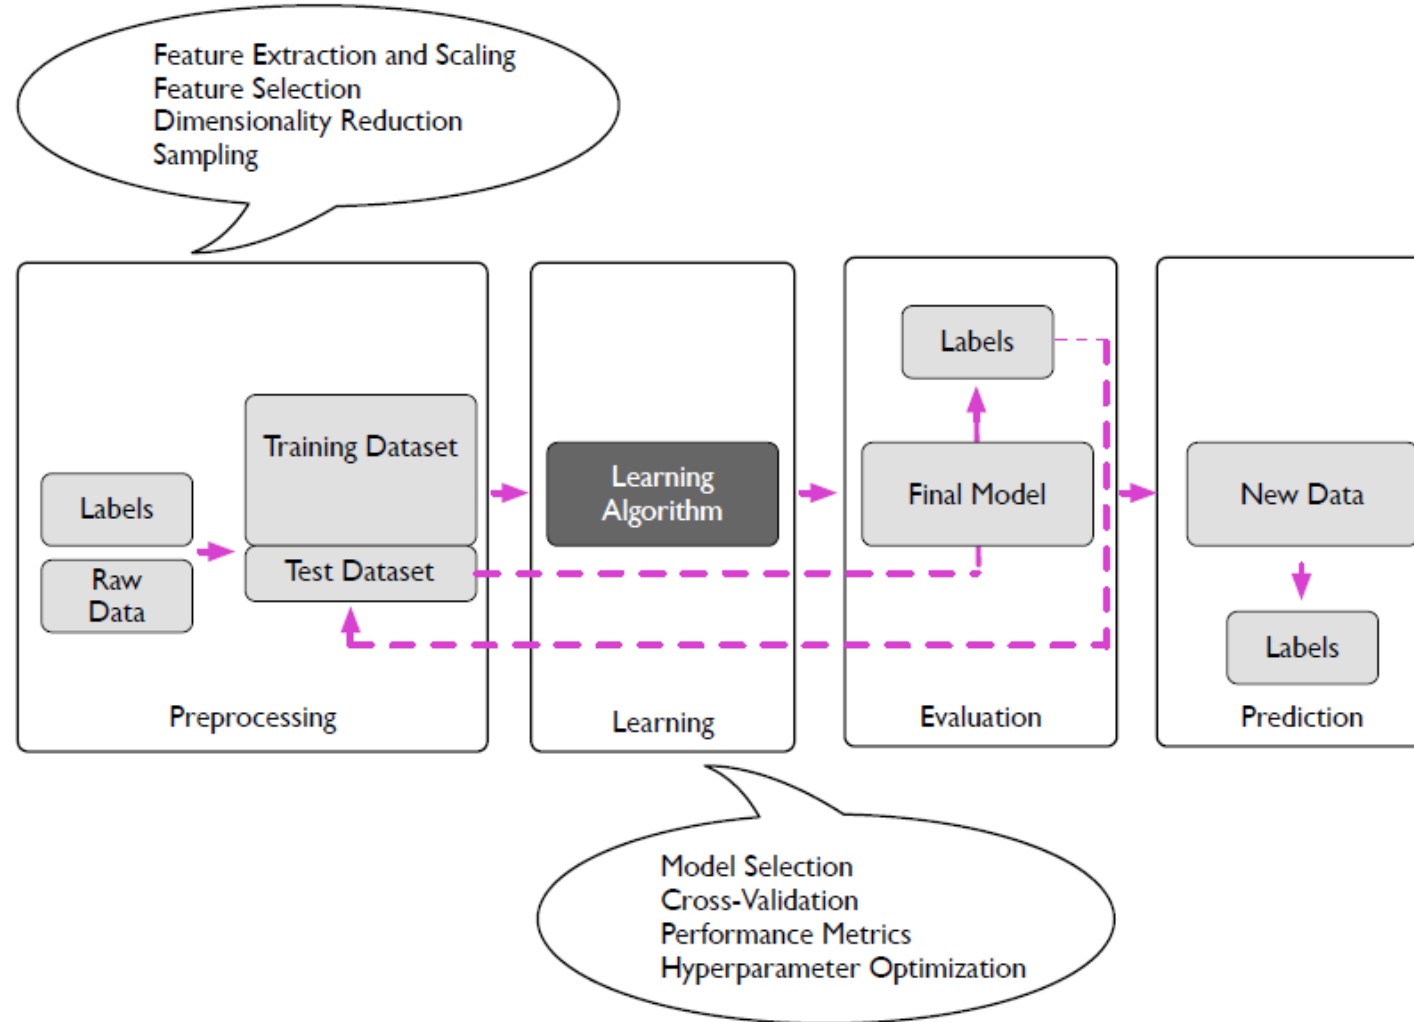 Feature Extraction and Scaling
Feature Selection
Dimensionality Reduction
Sampling
Labels
Raw
Data
Training Dataset
Test Dataset
Preprocessing
Learning
Algorithm
Learning
Labels
Final Model
Evaluation
New Data
Labels
Prediction
Model Selection
Cross-Validation
Performance Metrics
Hyperparameter Optimization